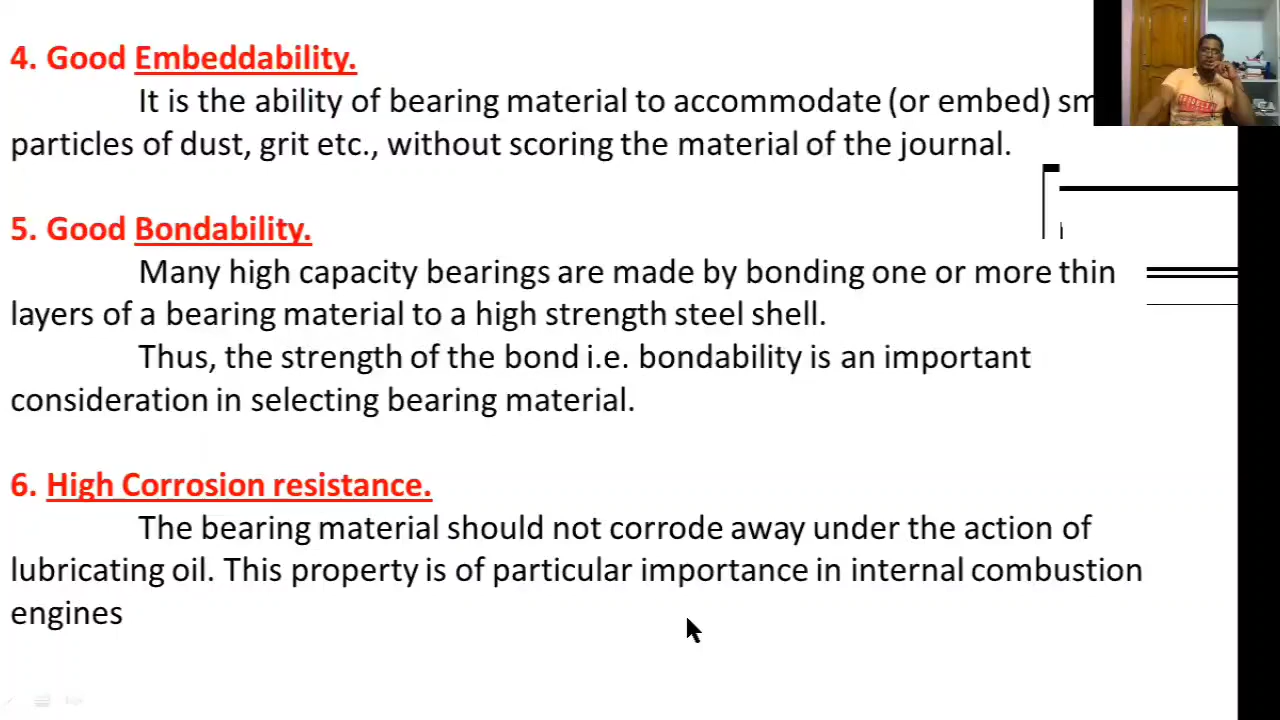 4. Good Embeddability.
It is the ability of bearing material to accommodate (or embed)
particles of dust, grit etc., without scoring the material of the journal.
5. Good Bondability.
Many high capacity bearings are made by bonding one or more thin
layers of a bearing material to a high strength steel shell.
Thus, the strength of the bond i.e. bondability is an important
consideration in selecting bearing material.
6. High Corrosion resistance.
The bearing material should not corrode away under the action of
lubricating oil. This property is of particular importance in internal combustion
engines